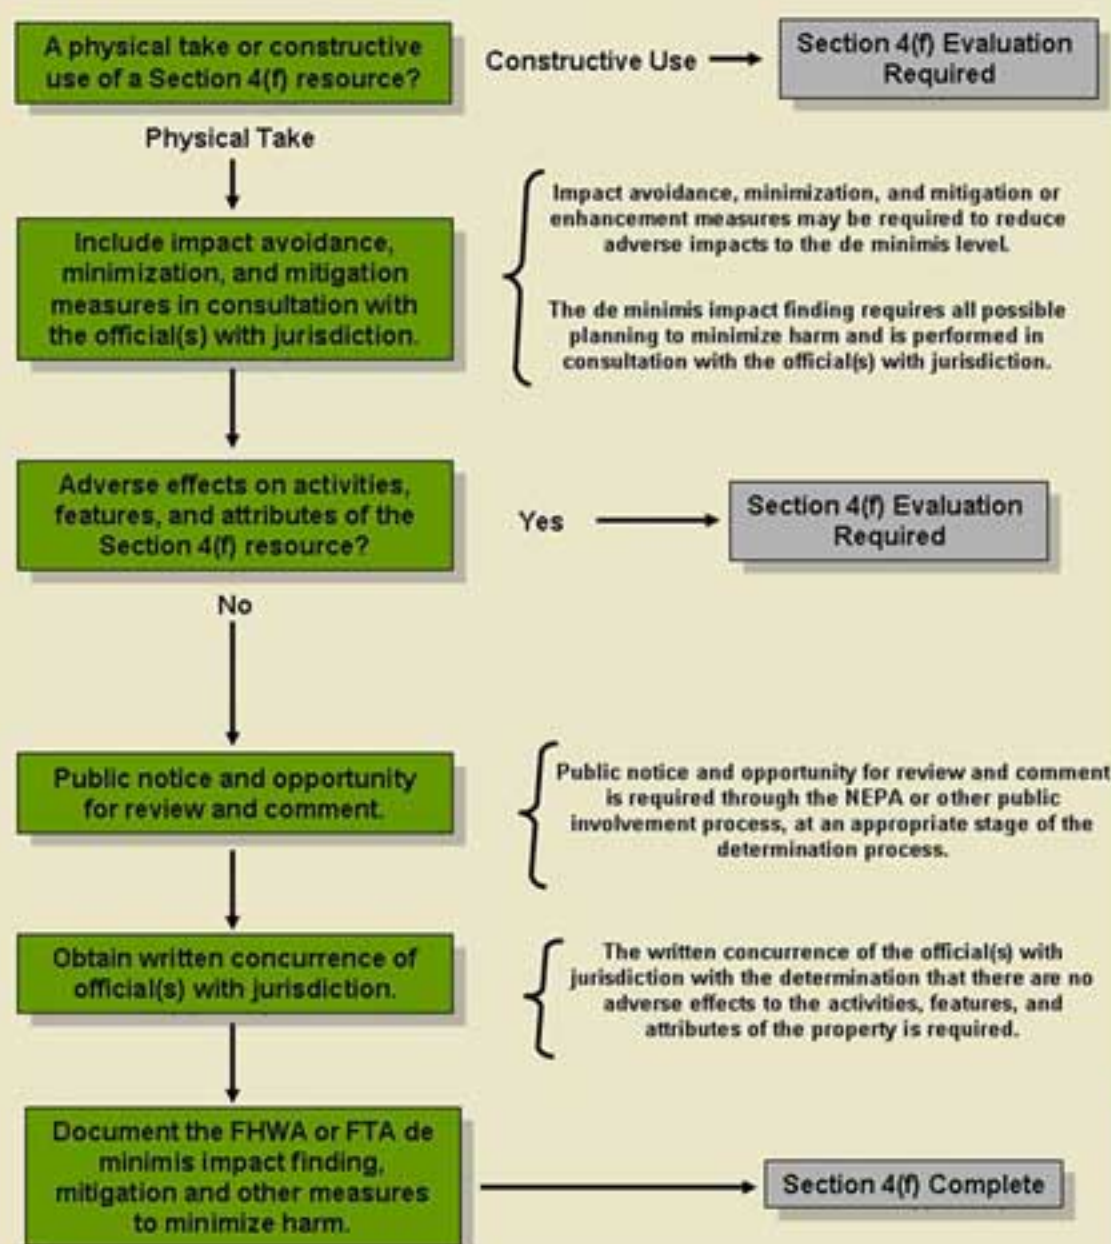 A physical take or constructive
use of a Section 4(f) resource?
Constructive Use
Section 4(f) Evaluation
Required
Physical Take
Include impact avoidance,
minimization, and mitigation
measures in consultation with
the official(s) with jurisdiction.
Impact avoidance, minimization, and mitigation or
enhancement measures may be required to reduce
adverse impacts to the de minimis level.
The de minimis impact finding requires all possible
planning to minimize harm and is performed in
consultation with the official(s) with jurisdiction.
Adverse effects on activities,
features, and attributes of the
Section 4(f) resource?
Yes
Section 4(f) Evaluation
Required
No
Public notice and opportunity
for review and comment.
Public notice and opportunity for review and comment
is required through the NEPA or other public
involvement process, at an appropriate stage of the
determination process.
Obtain written concurrence of
official(s) with jurisdiction.
The written concurrence of the official(s) with
jurisdiction with the determination that there are no
adverse effects to the activities, features, and
attributes of the property is required.
Document the FHWA or FTA de
minimis impact finding,
mitigation and other measures
to minimize harm.
Section 4(f) Complete